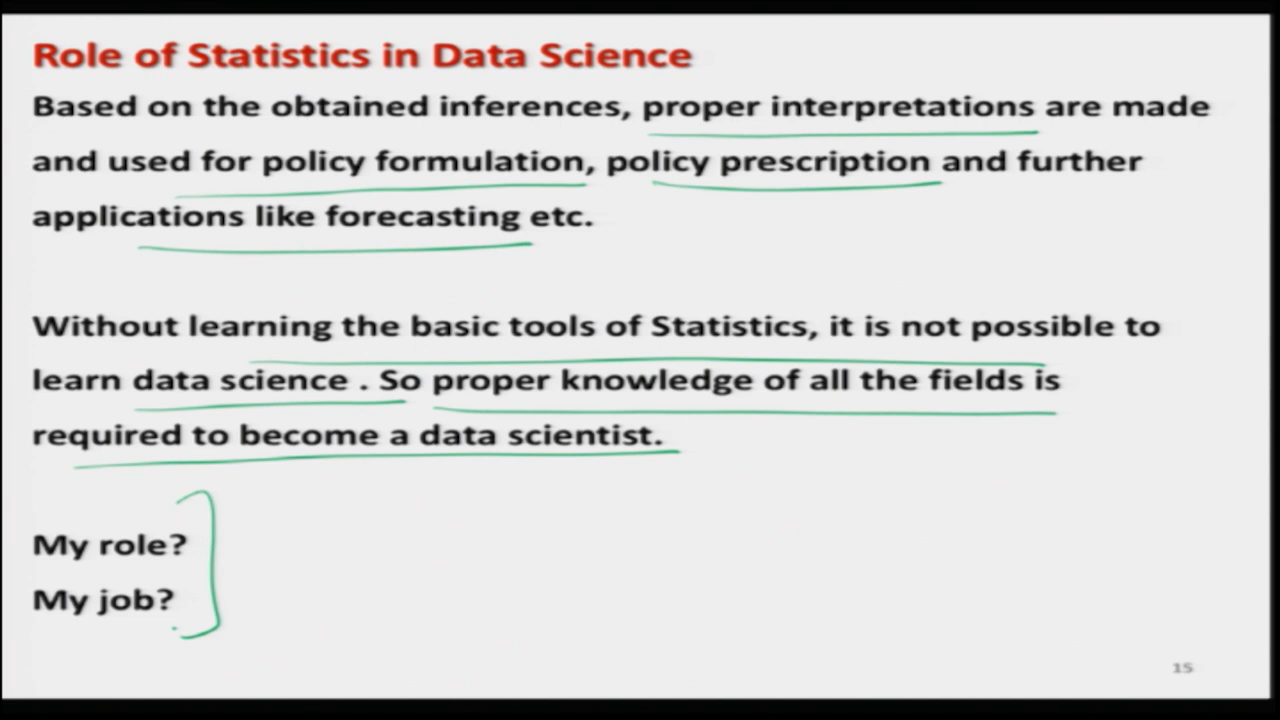 Role of Statistics in Data Science
Based on the obtained inferences, proper interpretations are made
and used for policy formulation, policy prescription and further
applications like forecasting etc.
Without learning the basic tools of Statistics, it is not possible to
learn data science . So proper knowledge of all the fields is
required to become a data scientist.
My role?
My job?
15